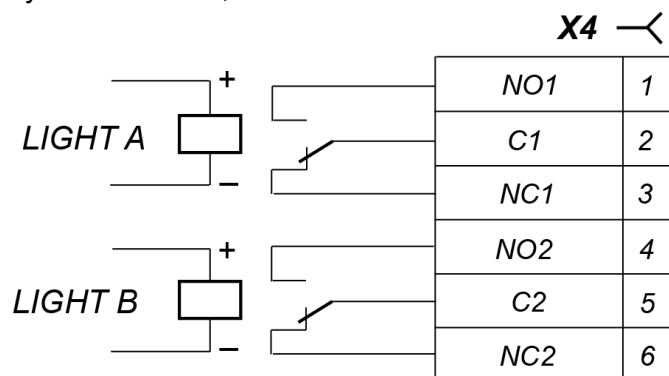 X4
+
NO1 1
LIGHT A
C1 2
−
NC1 3
+
NO2 4
LIGHT B
C2 5
−
NC2 6